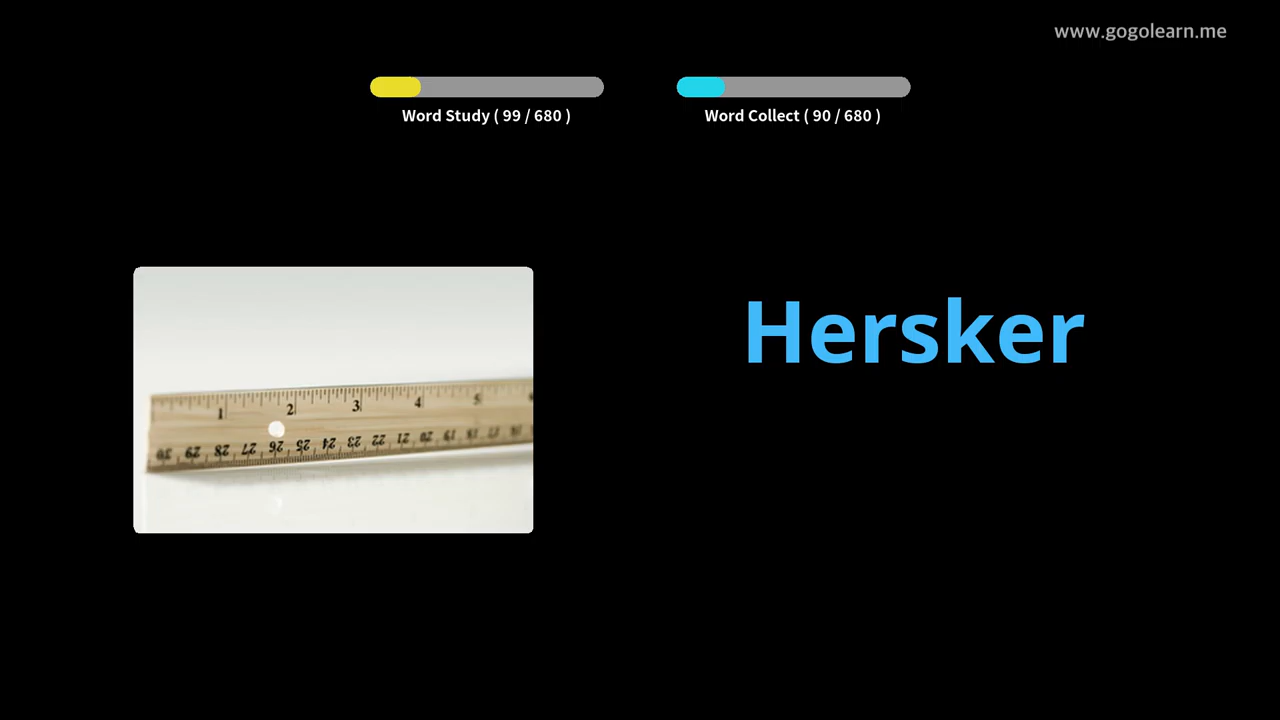 www.gogolearn.me
Word Study ( 99 / 680 )
Word Collect ( 90 / 680 )
Hersker
1 2 3 4 5
30 29 28 27 26 25 24 23 22 21 20 19 18 17 16